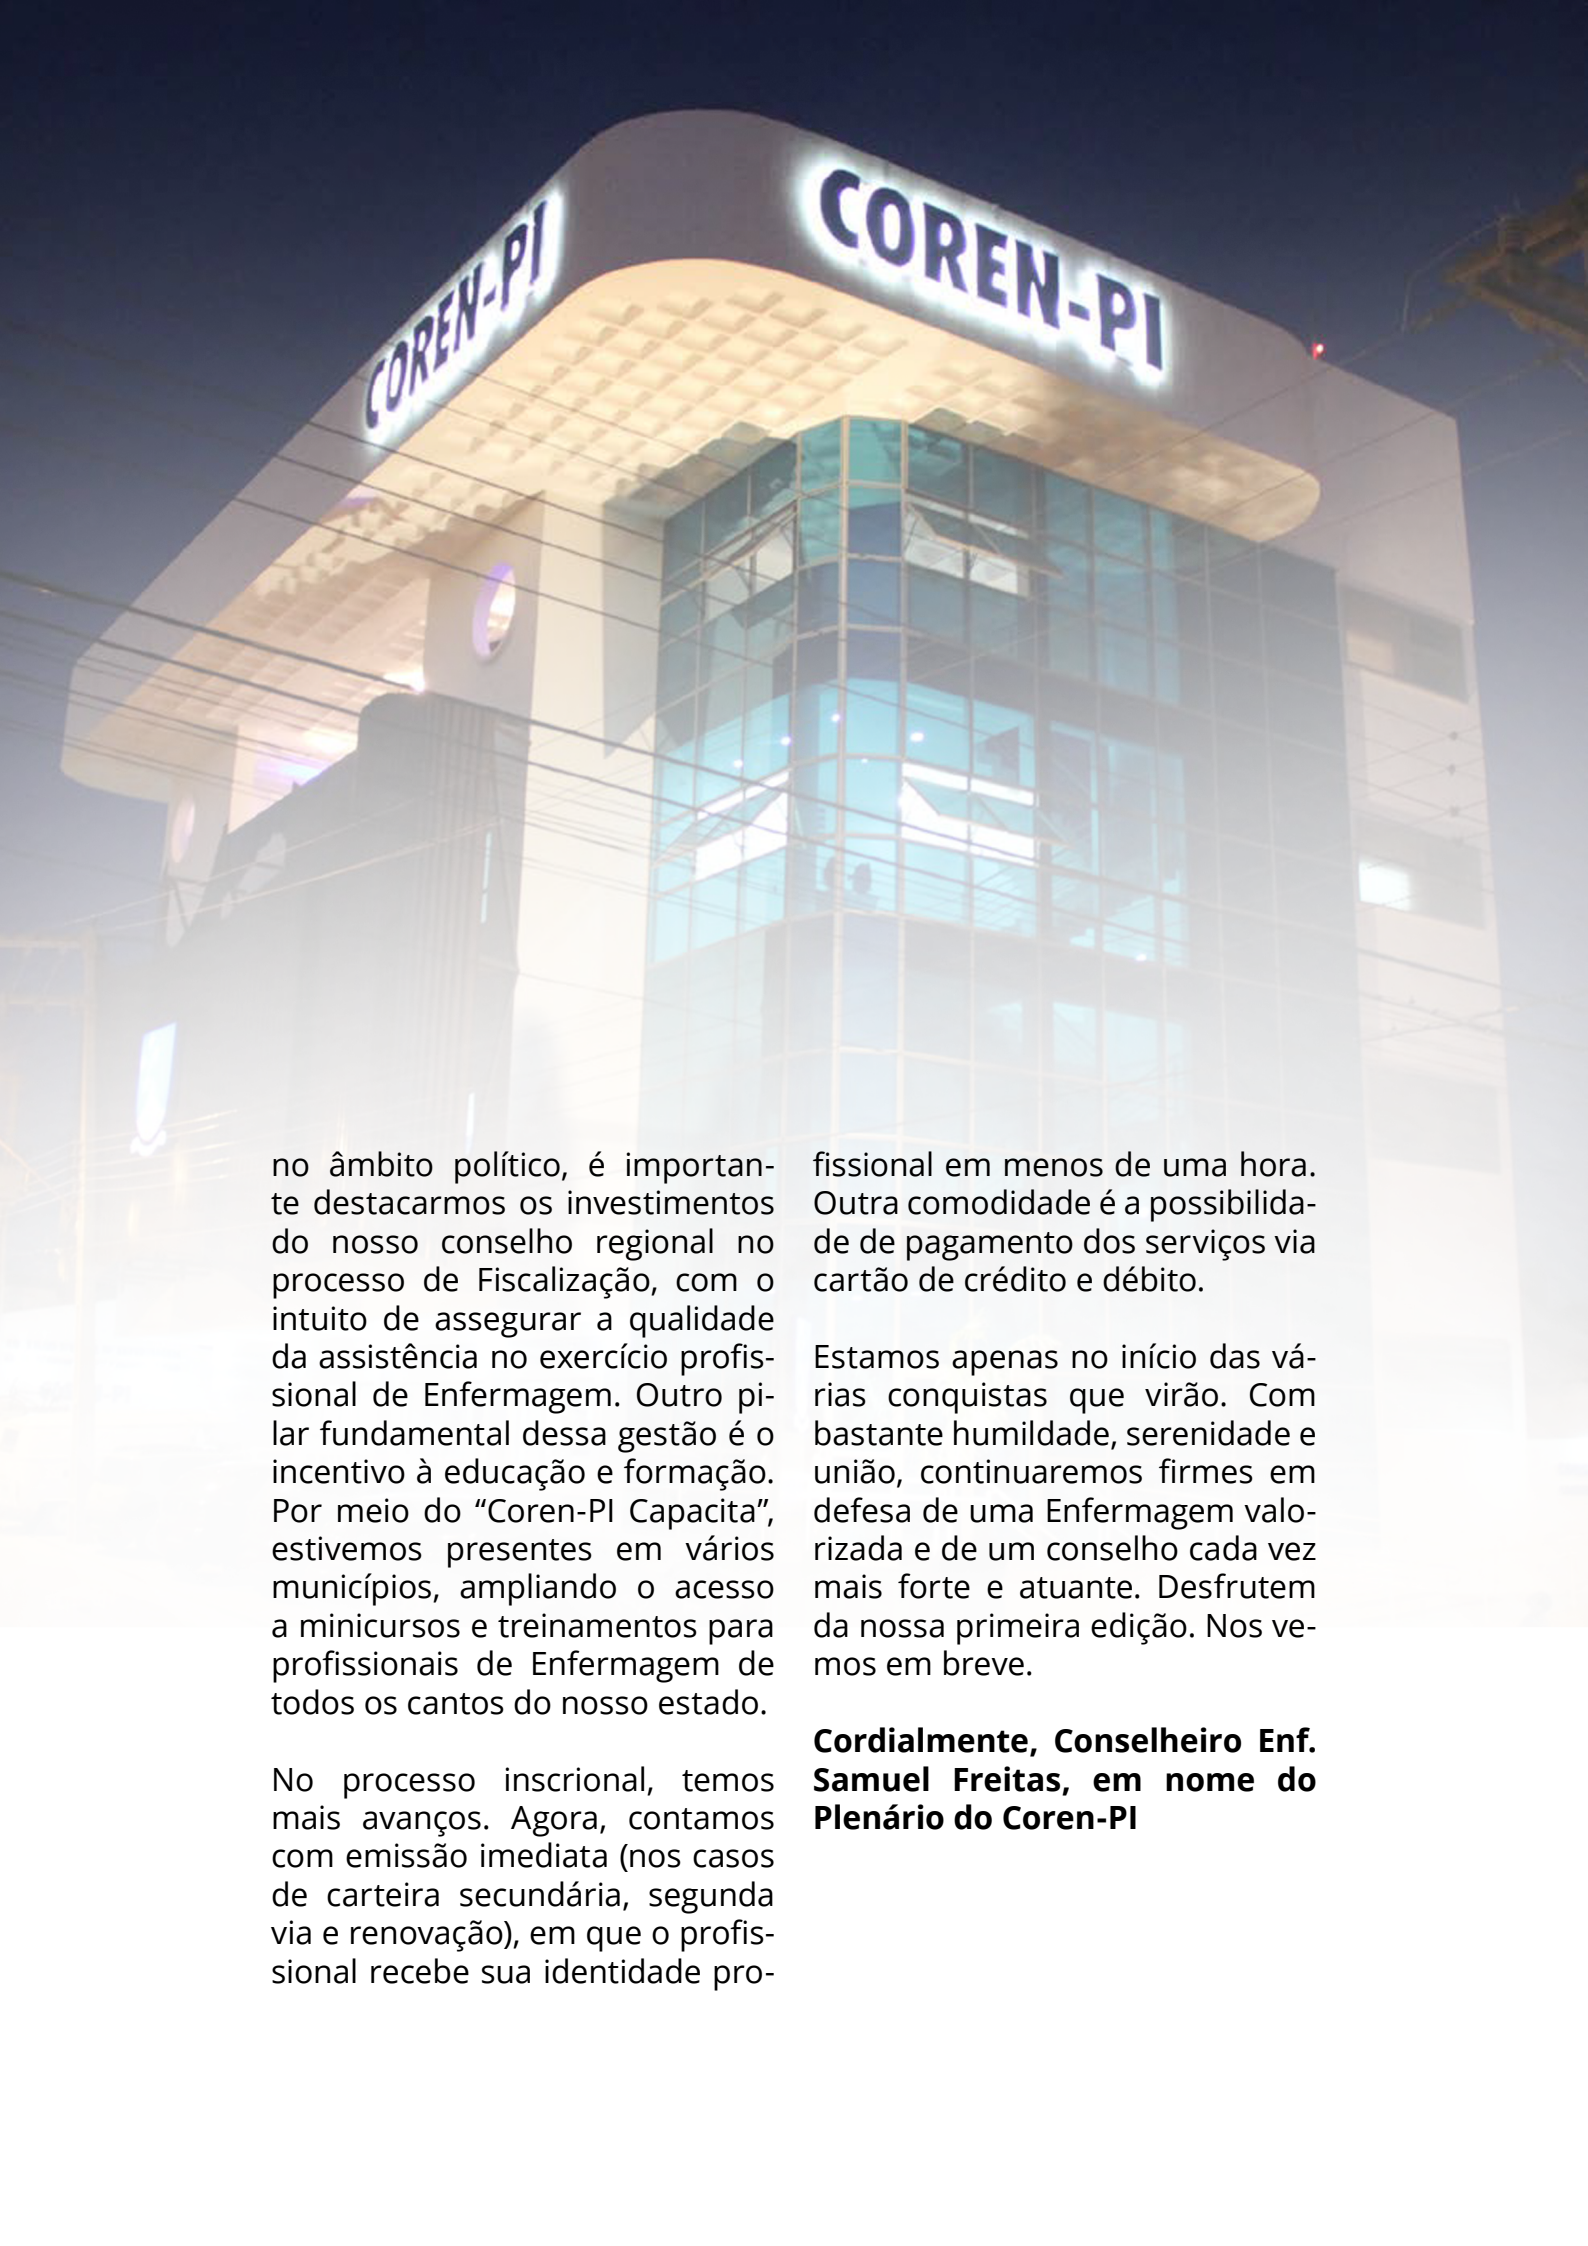 COREN-PI
COREN-PI
no âmbito político, é importan-
te destacarmos os investimentos
do nosso conselho regional no
processo de Fiscalização, com o
intuito de assegurar a qualidade
da assistência no exercício profis-
sional de Enfermagem. Outro pi-
lar fundamental dessa gestão é o
incentivo à educação e formação.
Por meio do “Coren-PI Capacita”,
estivemos presentes em vários
municípios, ampliando o acesso
a minicursos e treinamentos para
profissionais de Enfermagem de
todos os cantos do nosso estado.
No processo inscrional, temos
mais avanços. Agora, contamos
com emissão imediata (nos casos
de carteira secundária, segunda
via e renovação), em que o profis-
sional recebe sua identidade pro-
fissional em menos de uma hora.
Outra comodidade é a possibilida-
de de pagamento dos serviços via
cartão de crédito e débito.
Estamos apenas no início das vá-
rias conquistas que virão. Com
bastante humildade, serenidade e
união, continuaremos firmes em
defesa de uma Enfermagem valo-
rizada e de um conselho cada vez
mais forte e atuante. Desfrutem
da nossa primeira edição. Nos ve-
mos em breve.
Cordialmente, Conselheiro Enf.
Samuel Freitas, em nome do
Plenário do Coren-PI